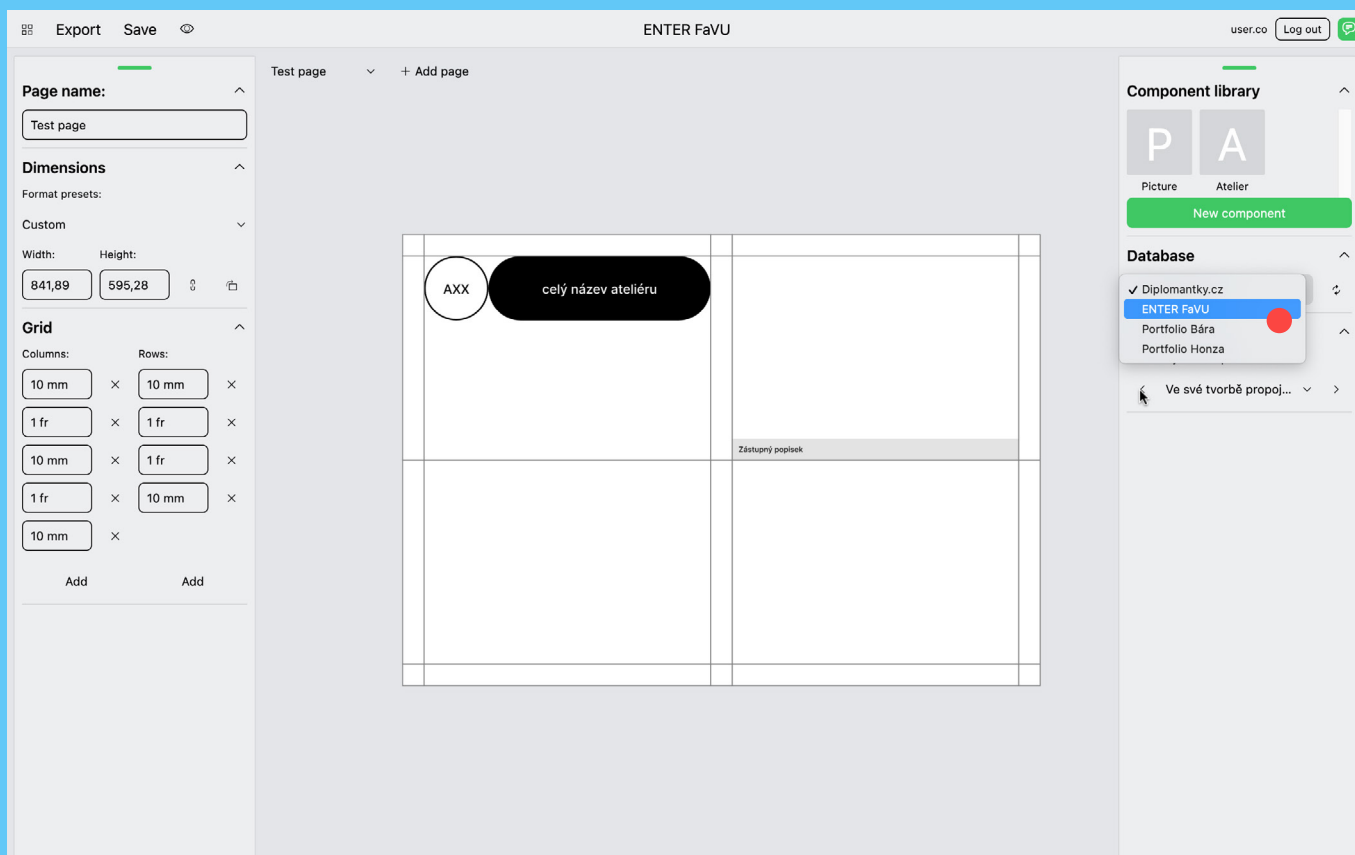 Export Save ENTER FaVU user.co Log out
Test page + Add page
Page name:
Test page
Dimensions
Format presets:
Custom
Width: Height:
841,89 595,28
Grid
Columns: Rows:
10 mm × 10 mm ×
1 fr × 1 fr ×
10 mm × 1 fr ×
1 fr × 10 mm ×
10 mm ×
Add Add
AXX celý název ateliéru
Zástupný popisek
Component library
P A
Picture Atelier
New component
Database
✓ Diplomantky.cz
ENTER FaVU
Portfolio Bára
Portfolio Honza
Ve své tvorbě propoj...